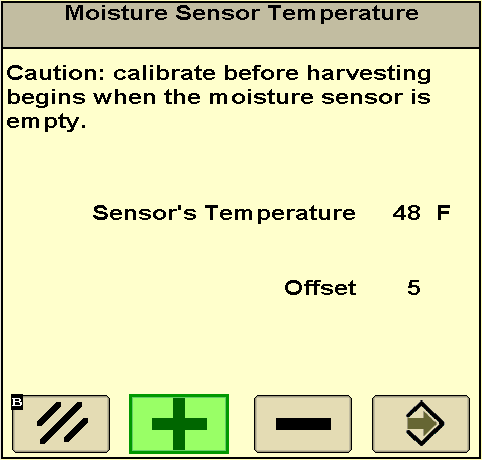 Moisture Sensor Temperature
Caution: calibrate before harvesting
begins when the moisture sensor is
empty.
Sensor's Temperature 48 F
Offset 5
B